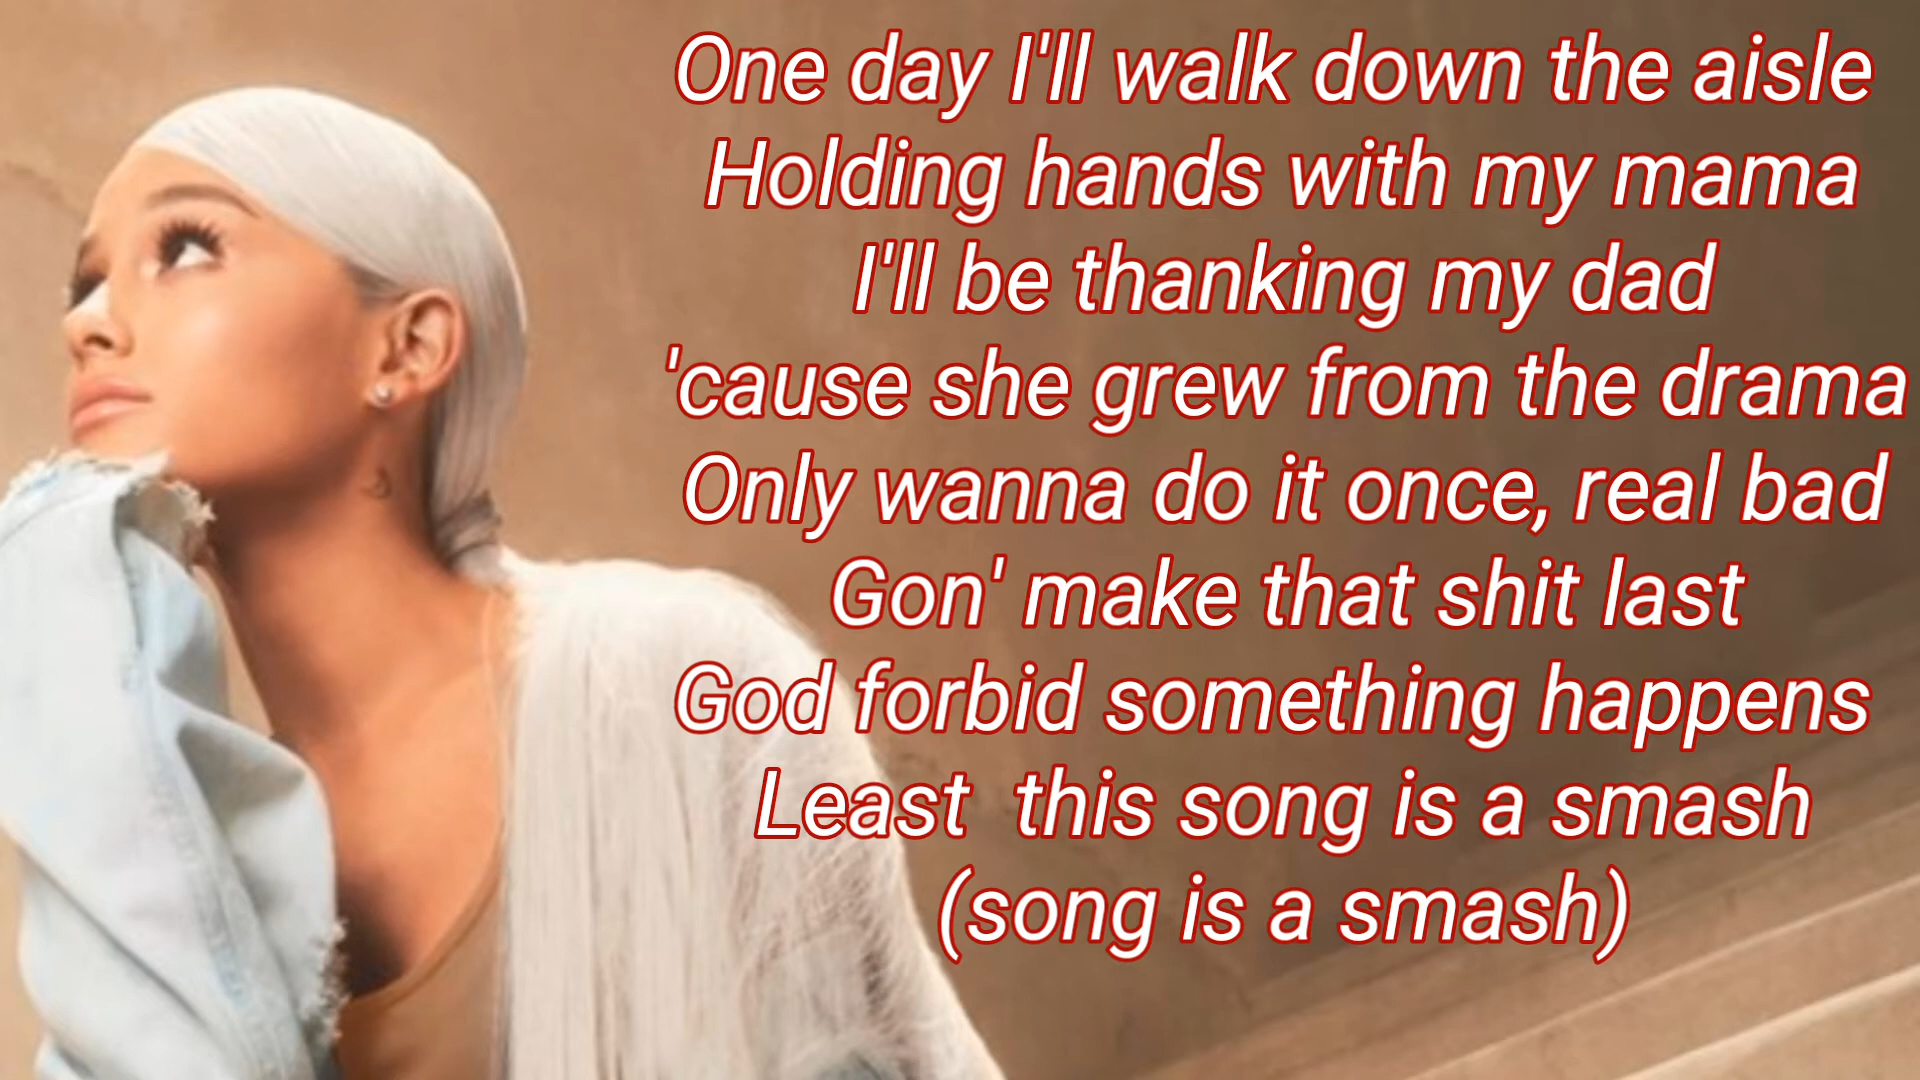 One day I'll walk down the aisle
Holding hands with my mama
I'll be thanking my dad
'cause she grew from the drama
Only wanna do it once, real bad
Gon' make that shit last
God forbid something happens
Least  this song is a smash
(song is a smash)